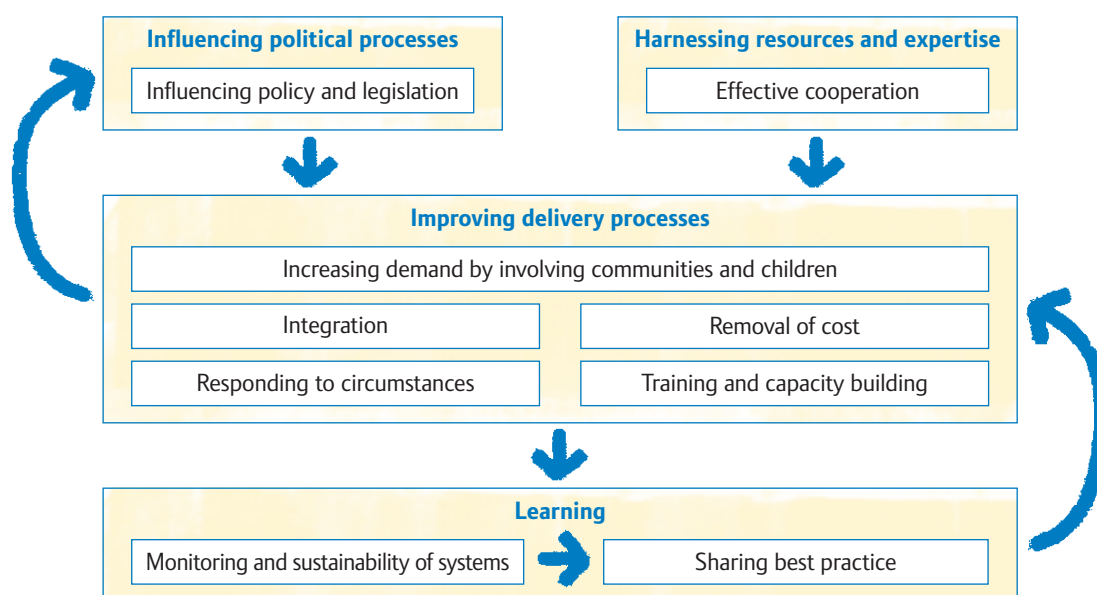 Influencing political processes
Influencing policy and legislation
Harnessing resources and expertise
Effective cooperation
Improving delivery processes
Increasing demand by involving communities and children
Integration
Removal of cost
Responding to circumstances
Training and capacity building
Learning
Monitoring and sustainability of systems
Sharing best practice